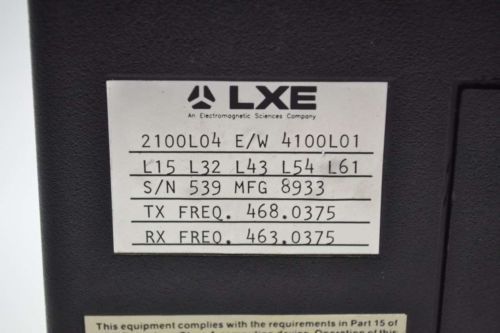 LXE
An Electromagnetic Sciences Company
2100L04 E/W 4100L01
L15 L32 L43 L54 L61
S/N 539 MFG 8933
TX FREQ. 468.0375
RX FREQ. 463.0375
This equipment complies with the requirements in Part 15 of